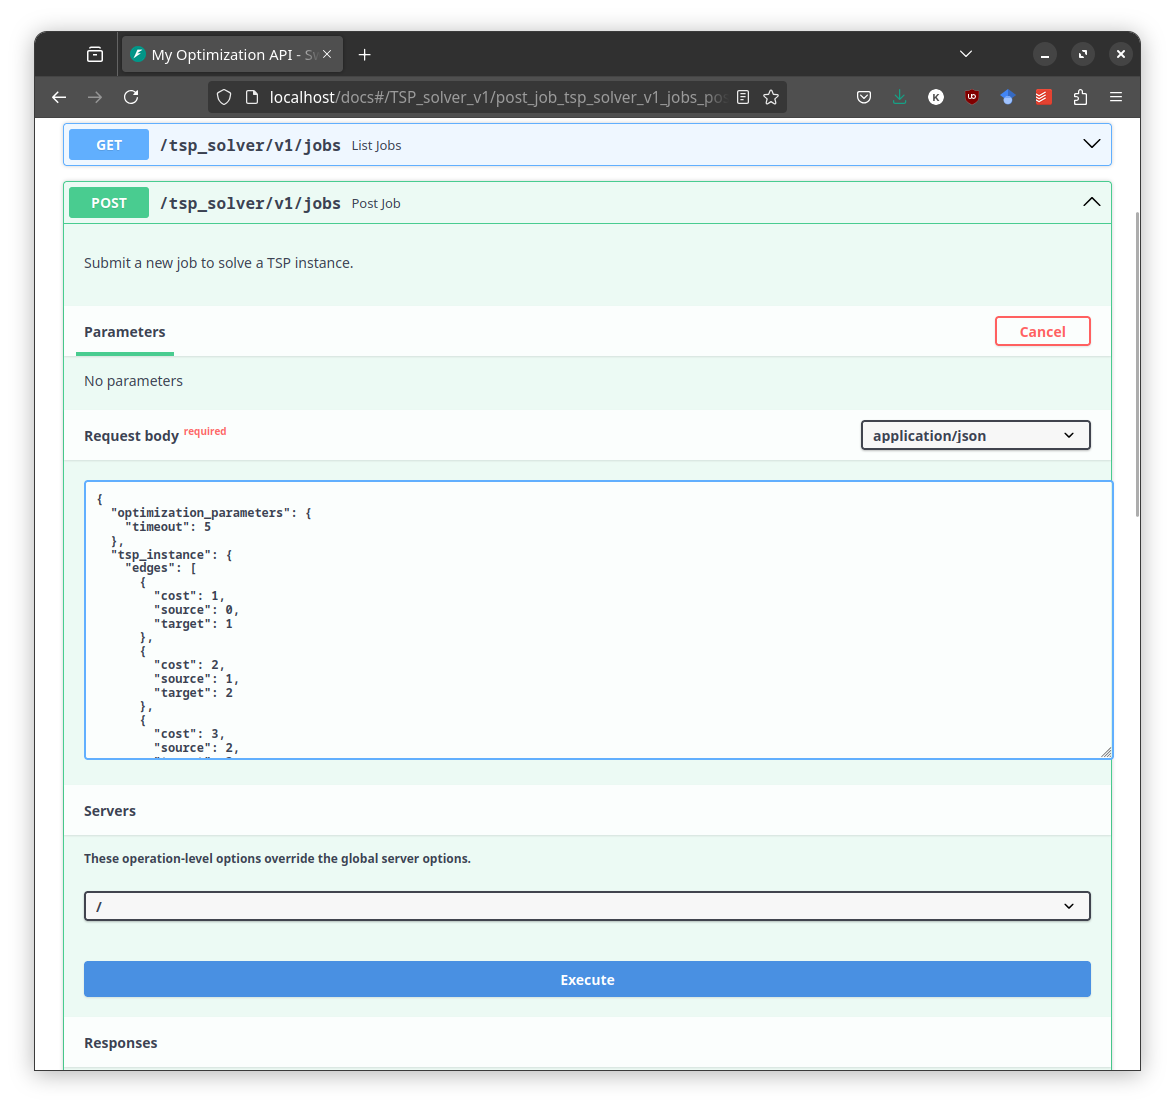 My Optimization API - Sw
localhost/docs#/TSP_solver_v1/post_job_tsp_solver_v1_jobs_pos
K
UD
GET /tsp_solver/v1/jobs List Jobs
POST /tsp_solver/v1/jobs Post Job
Submit a new job to solve a TSP instance.
Parameters
Cancel
No parameters
Request body required
application/json
{
"optimization_parameters": {
"timeout": 5
},
"tsp_instance": {
"edges": [
{
"cost": 1,
"source": 0,
"target": 1
},
{
"cost": 2,
"source": 1,
"target": 2
},
{
"cost": 3,
"source": 2,
Servers
These operation-level options override the global server options.
/
Execute
Responses